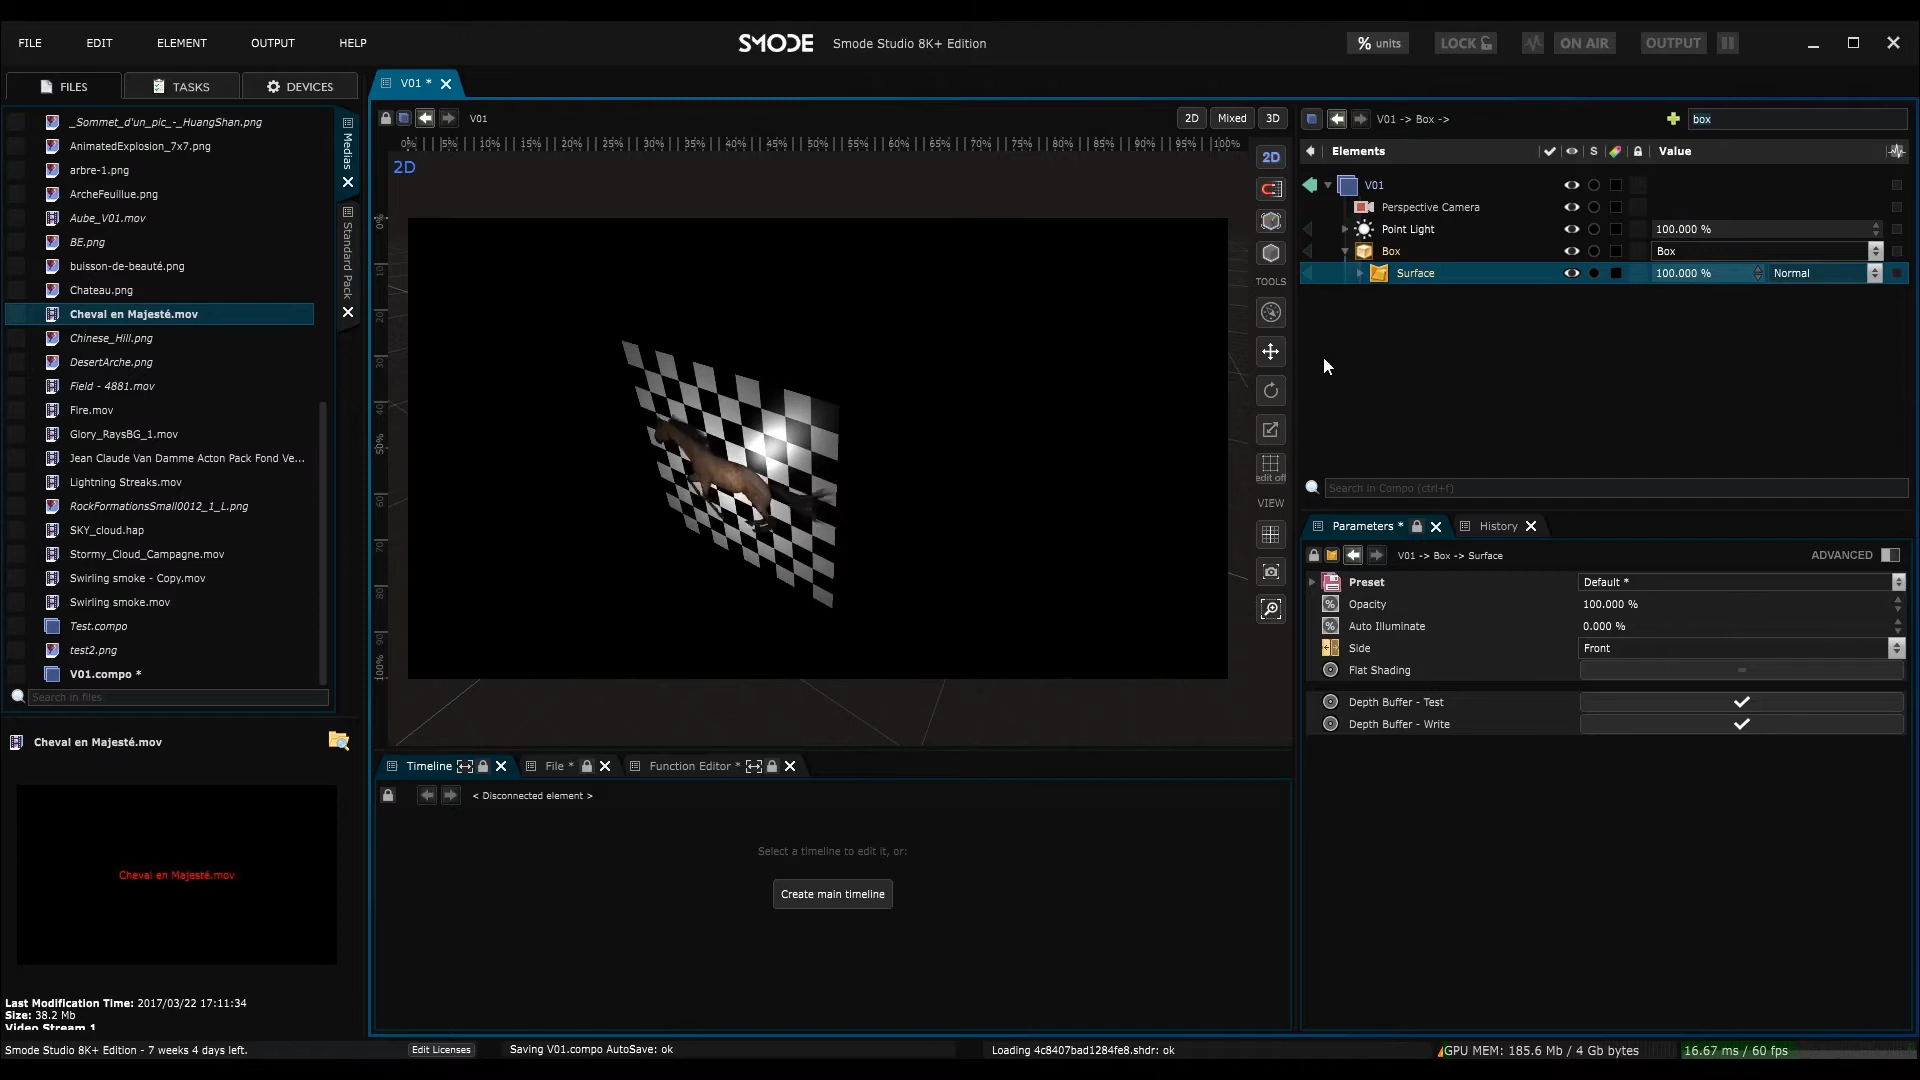 FILE EDIT ELEMENT OUTPUT HELP
SMODE Smode Studio 8K+ Edition
% units LOCK ON AIR OUTPUT
FILES TASKS DEVICES
V01 *
_Sommet_d'un_pic_-_HuangShan.png
AnimatedExplosion_7x7.png
arbre-1.png
ArcheFeuillue.png
Aube_V01.mov
BE.png
buisson-de-beauté.png
Chateau.png
Cheval en Majesté.mov
Chinese_Hill.png
DesertArche.png
Field - 4881.mov
Fire.mov
Glory_RaysBG_1.mov
Jean Claude Van Damme Acton Pack Fond Ve...
Lightning Streaks.mov
RockFormationsSmall0012_1_L.png
SKY_cloud.hap
Stormy_Cloud_Campagne.mov
Swirling smoke - Copy.mov
Swirling smoke.mov
Test.compo
test2.png
V01.compo *
Search in files
Medias
Standard Pack
Cheval en Majesté.mov
Cheval en Majesté.mov
Last Modification Time: 2017/03/22 17:11:34
Size: 38.2 Mb
Video Stream 1
V01
2D Mixed 3D
0% 5% 10% 15% 20% 25% 30% 35% 40% 45% 50% 55% 60% 65% 70% 75% 80% 85% 90% 95% 100%
2D
0%
10
20
30
40
50%
60
70
80
90
100%
2D
TOOLS
edit off
VIEW
Timeline File * Function Editor *
< Disconnected element >
Select a timeline to edit it, or:
Create main timeline
V01 -> Box ->
box
Elements S Value
V01
Perspective Camera
Point Light 100.000 %
Box Box
Surface 100.000 % Normal
Search in Compo (ctrl+f)
Parameters * History
V01 -> Box -> Surface ADVANCED
Preset Default *
Opacity 100.000 %
Auto Illuminate 0.000 %
Side Front
Flat Shading
Depth Buffer - Test
Depth Buffer - Write
Smode Studio 8K+ Edition - 7 weeks 4 days left. Edit Licenses Saving V01.compo AutoSave: ok Loading 4c8407bad1284fe8.shdr: ok GPU MEM: 185.6 Mb / 4 Gb bytes 16.67 ms / 60 fps